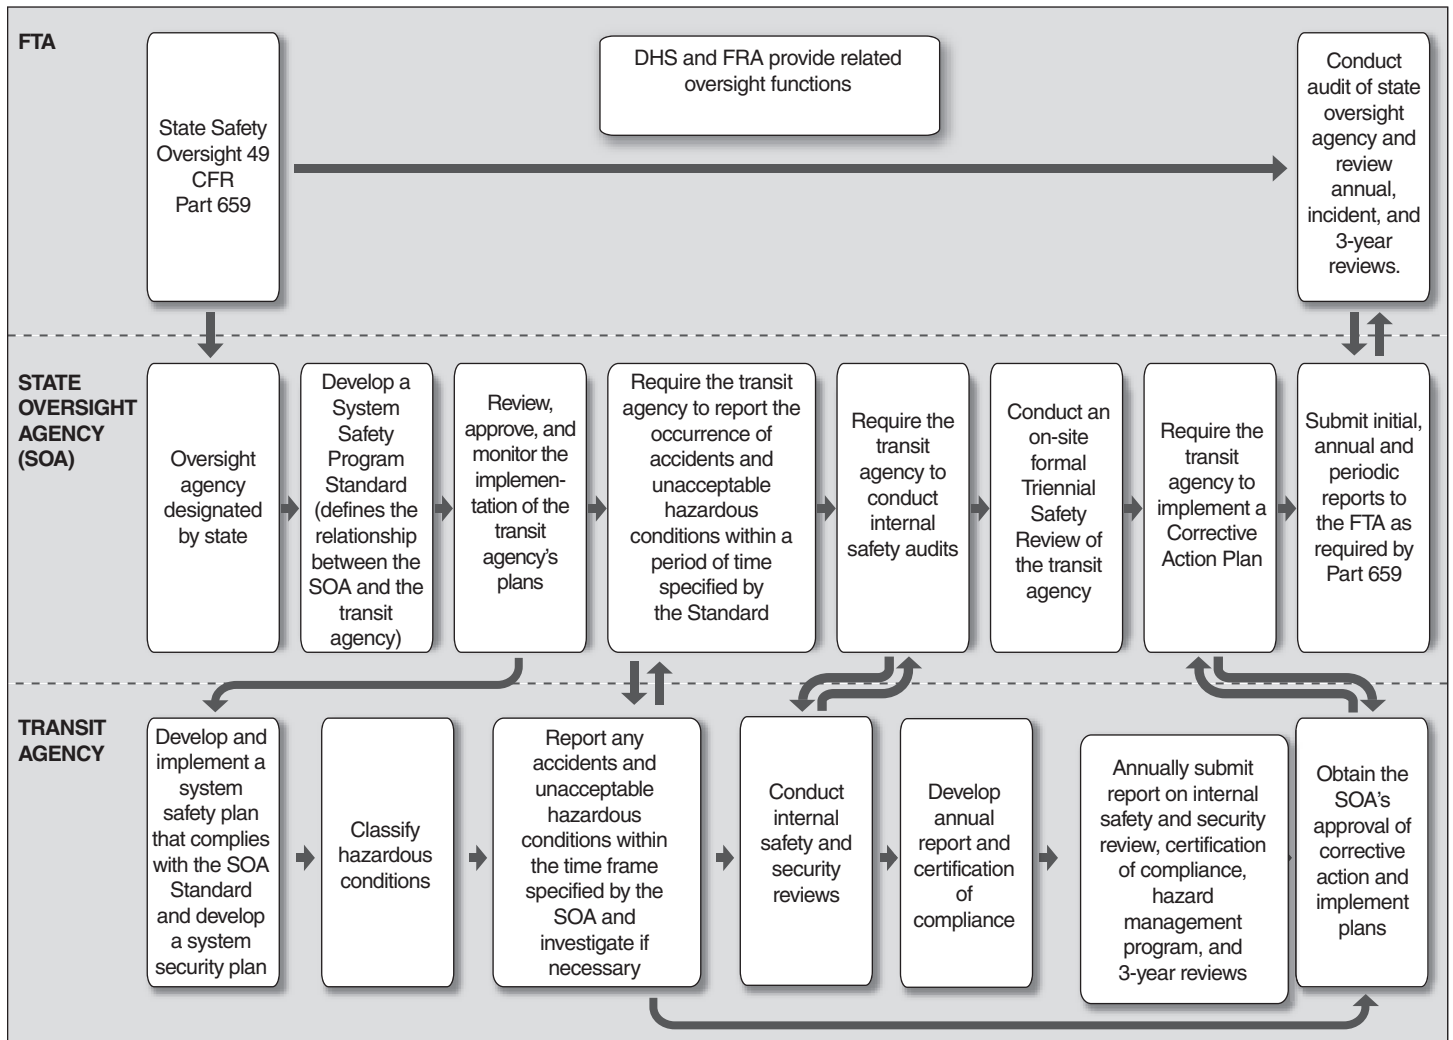 FTA
State Safety
Oversight 49
CFR
Part 659
DHS and FRA provide related
oversight functions
Conduct
audit of state
oversight
agency and
review
annual,
incident, and
3-year
reviews.
STATE
OVERSIGHT
AGENCY
(SOA)
Oversight
agency
designated
by state
Develop a
System
Safety
Program
Standard
(defines the
relationship
between the
SOA and the
transit
agency)
Review,
approve, and
monitor the
implemen-
tation of the
transit
agency's
plans
Require the transit
agency to report the
occurrence of
accidents and
unacceptable
hazardous
conditions within a
period of time
specified by
the Standard
Require the
transit
agency to
conduct
internal
safety audits
Conduct an
on-site
formal
Triennial
Safety
Review of
the transit
agency
Require the
transit
agency to
implement a
Corrective
Action Plan
Submit initial,
annual and
periodic
reports to
the FTA as
required by
Part 659
TRANSIT
AGENCY
Develop and
implement a
system
safety plan
that complies
with the SOA
Standard
and develop
a system
security plan
Classify
hazardous
conditions
Report any
accidents and
unacceptable
hazardous
conditions within
the time frame
specified by the
SOA and
investigate if
necessary
Conduct
internal
safety and
security
reviews
Develop
annual
report and
certification
of
compliance
Annually submit
report on internal
safety and security
review, certification
of compliance,
hazard
management
program, and
3-year reviews
Obtain the
SOA's
approval of
corrective
action and
implement
plans